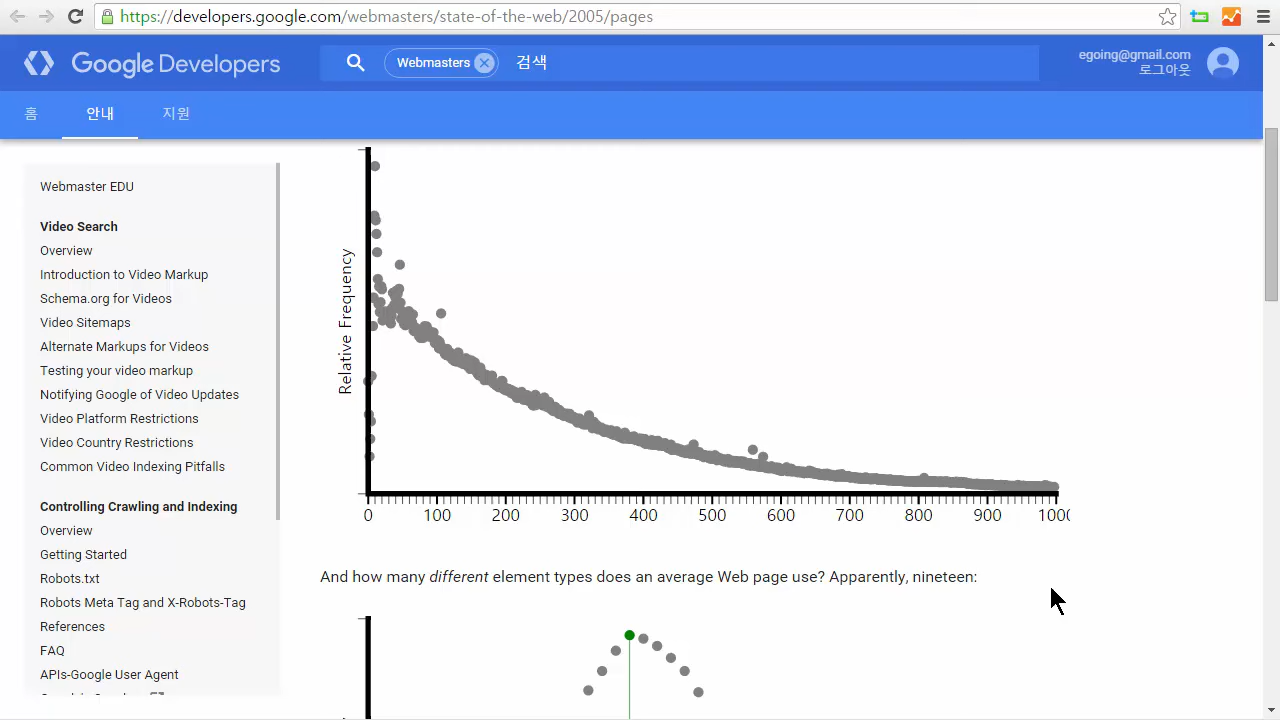 https://developers.google.com/webmasters/state-of-the-web/2005/pages
Google Developers
Webmasters
검색
egoing@gmail.com
로그아웃
홈 안내 지원
Webmaster EDU
Video Search
Overview
Introduction to Video Markup
Schema.org for Videos
Video Sitemaps
Alternate Markups for Videos
Testing your video markup
Notifying Google of Video Updates
Video Platform Restrictions
Video Country Restrictions
Common Video Indexing Pitfalls
Controlling Crawling and Indexing
Overview
Getting Started
Robots.txt
Robots Meta Tag and X-Robots-Tag
References
FAQ
APIs-Google User Agent
Relative Frequency
0 100 200 300 400 500 600 700 800 900 1000
And how many different element types does an average Web page use? Apparently, nineteen: